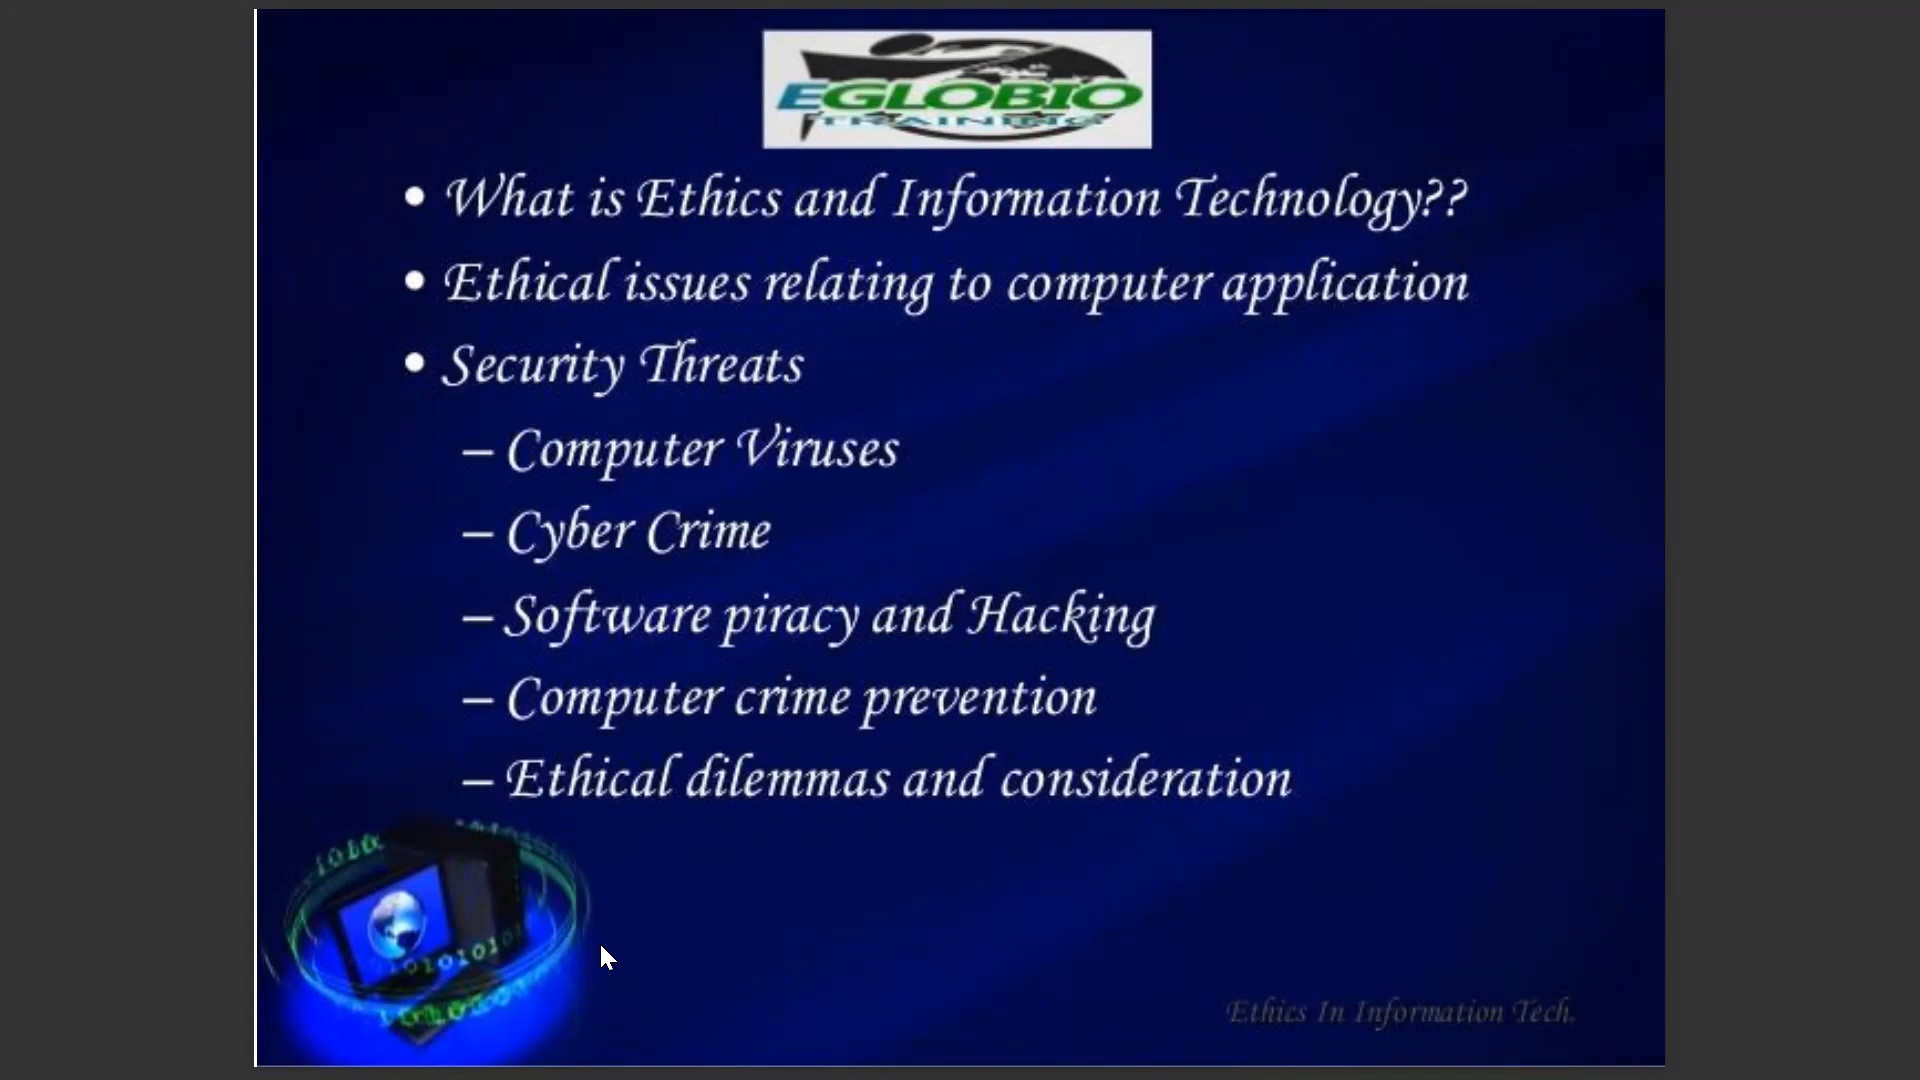 EGLOBIO
TRAINING
• What is Ethics and Information Technology??
• Ethical issues relating to computer application
• Security Threats
– Computer Viruses
– Cyber Crime
– Software piracy and Hacking
– Computer crime prevention
– Ethical dilemmas and consideration
Ethics In Information Tech.